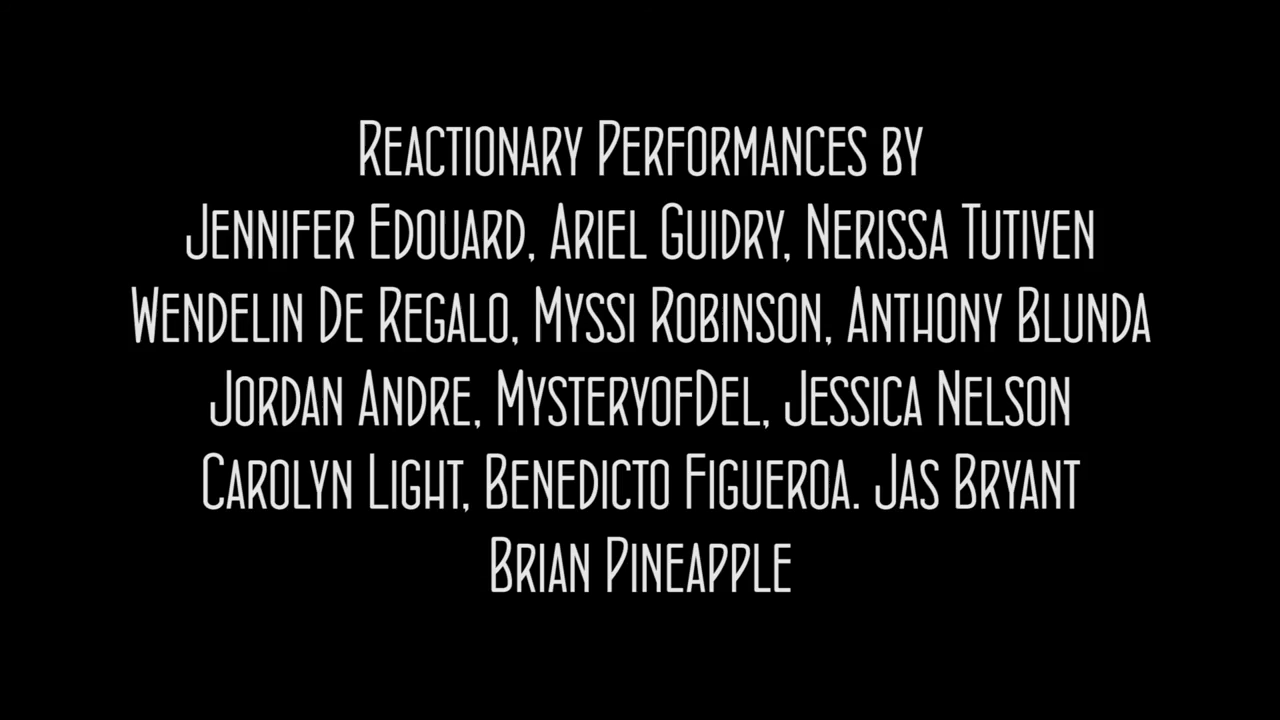 Reactionary Performances by
Jennifer Edouard, Ariel Guidry, Nerissa Tutiven
Wendelin De Regalo, Myssi Robinson, Anthony Blunda
Jordan Andre, MysteryofDel, Jessica Nelson
Carolyn Light, Benedicto Figueroa. Jas Bryant
Brian Pineapple